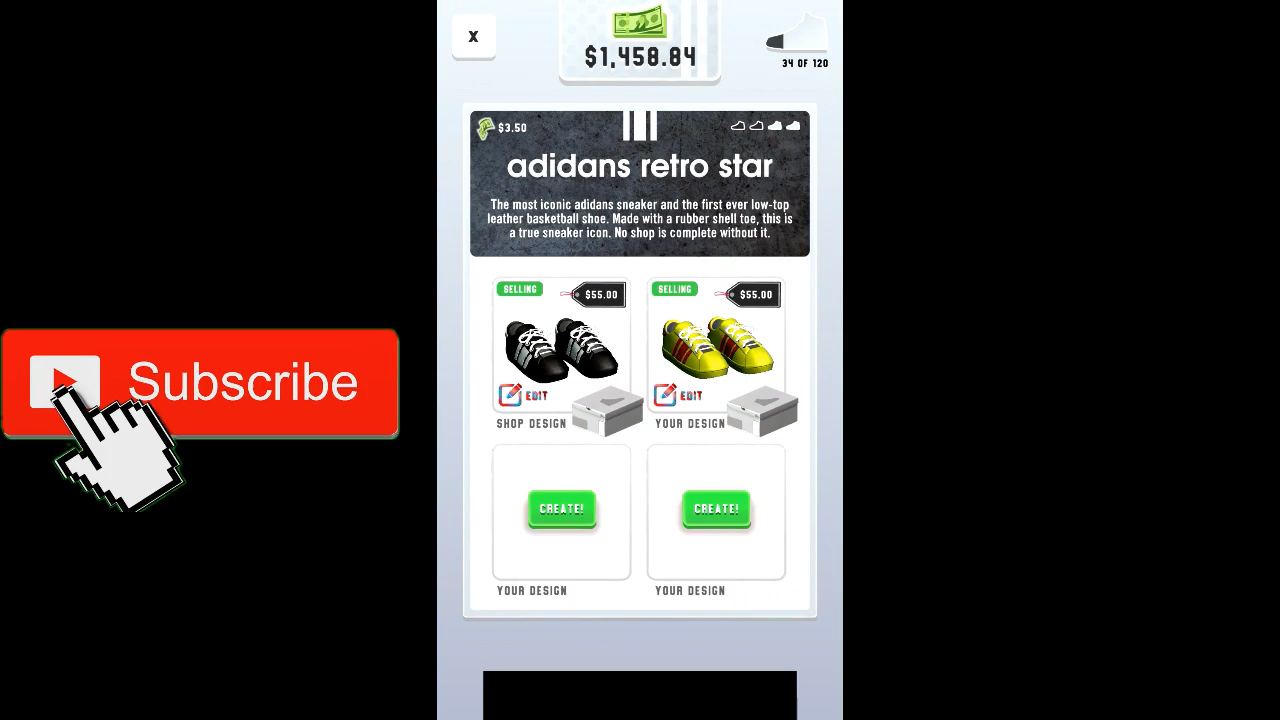 X
$1,458.84
34 OF 120
$3.50
adidans retro star
The most iconic adidans sneaker and the first ever low-top
leather basketball shoe. Made with a rubber shell toe, this is
a true sneaker icon. No shop is complete without it.
SELLING
$55.00
SELLING
$55.00
EDIT
EDIT
SHOP DESIGN
YOUR DESIGN
CREATE!
CREATE!
YOUR DESIGN
YOUR DESIGN
Subscribe